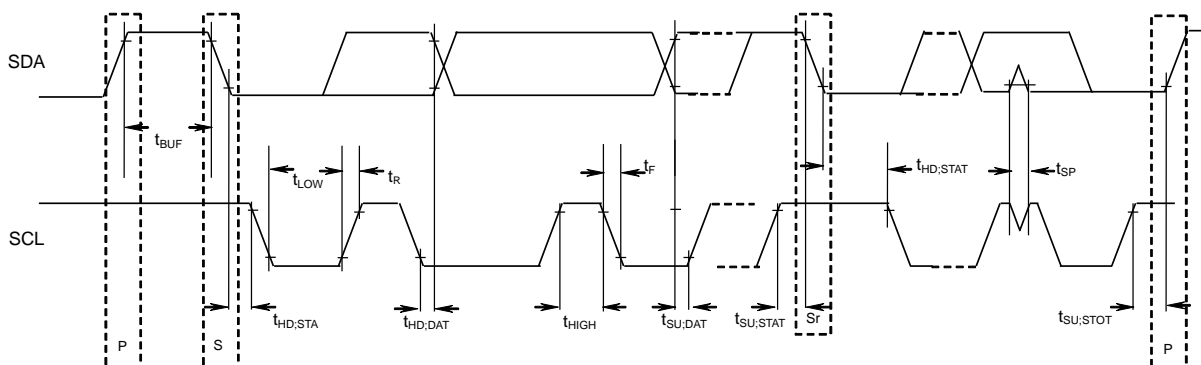 SDA
tBUF
tLOW
tR
tF
tHD;STAT
tSP
SCL
tHD;STA
tHD;DAT
tHIGH
tSU;DAT
tSU;STAT
Sr
tSU;STOT
P
S
P